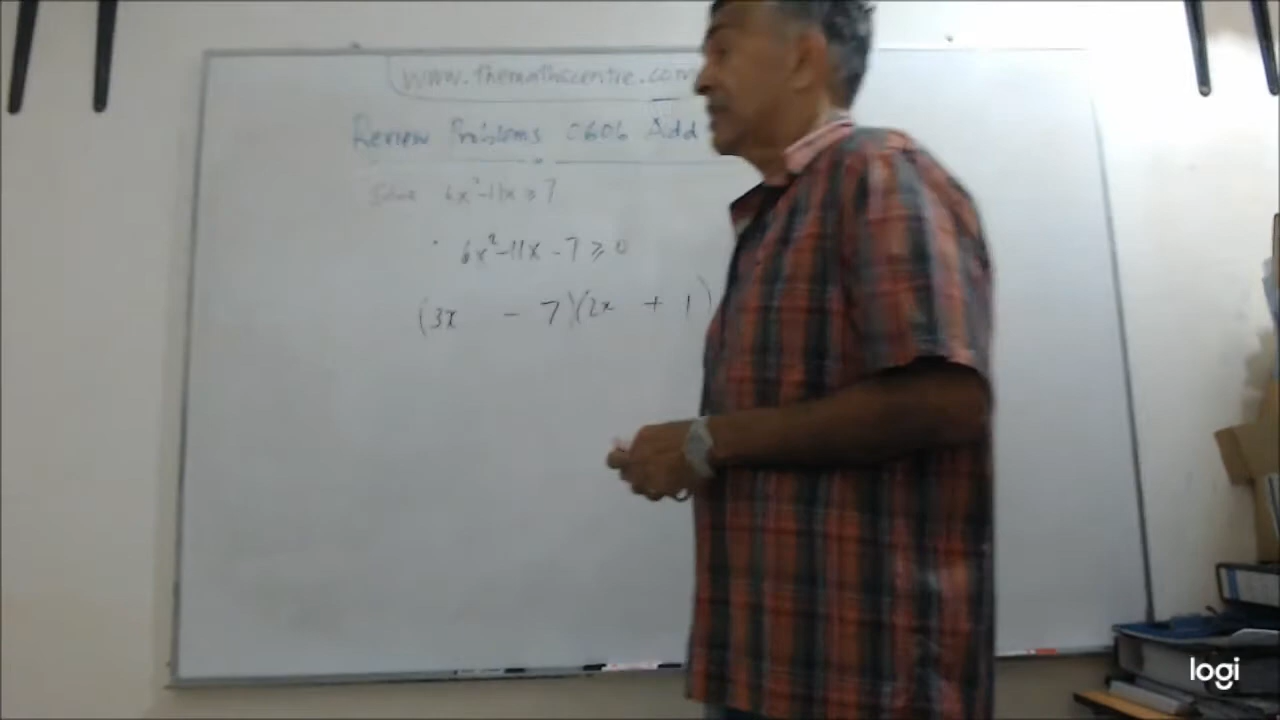 www.themathscentre.com
Review Problems 0606 Add
Solve 6x²-11x ≥ 7
6x²-11x -7 ≥ 0
(3x - 7)(2x + 1)
logi